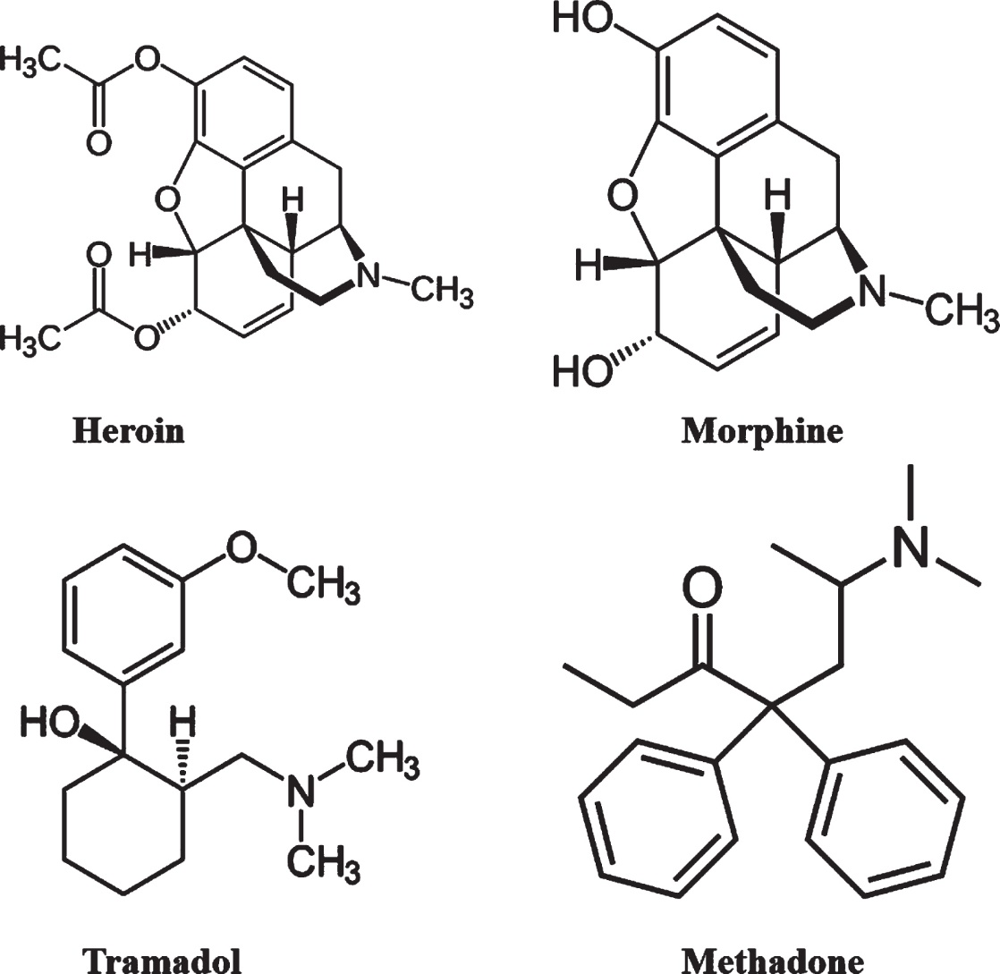 H₃C O
O
O
H
H
O
N CH₃
H₃C O
Heroin
HO
O
H
H
N CH₃
HO
Morphine
O CH₃
HO H
N CH₃
CH₃
Tramadol
N
O
Methadone